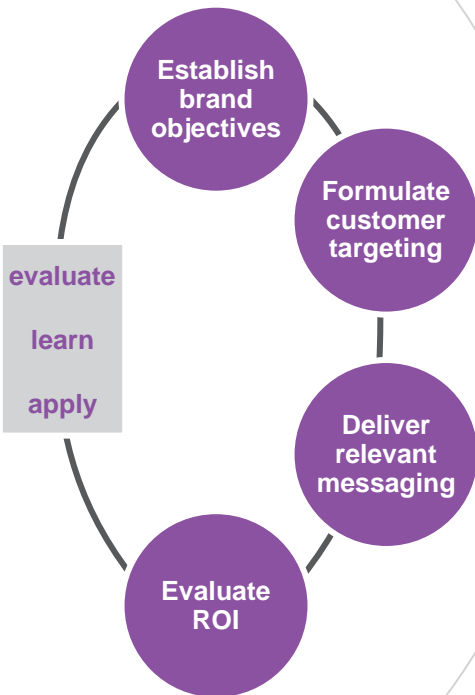 Establish
brand
objectives
Formulate
customer
targeting
evaluate
learn
apply
Deliver
relevant
messaging
Evaluate
ROI